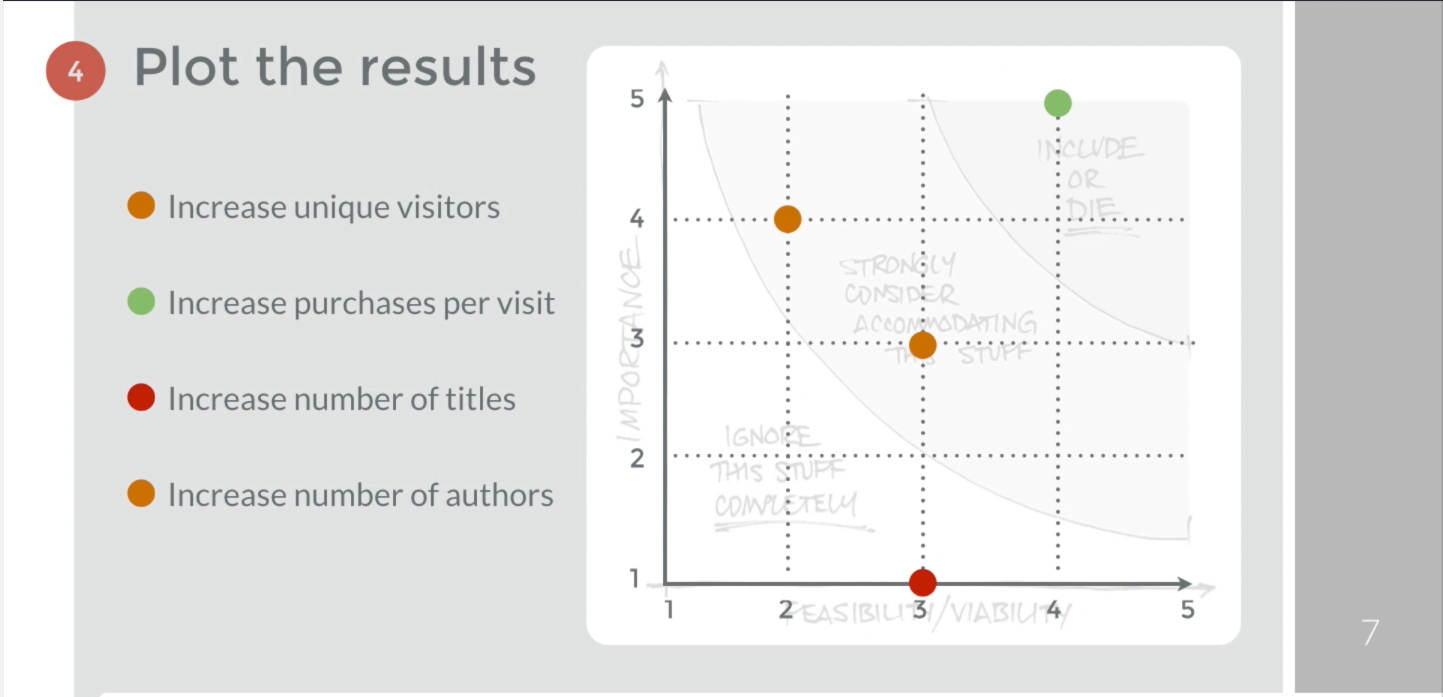 4
Plot the results
Increase unique visitors
Increase purchases per visit
Increase number of titles
Increase number of authors
5
4
3
2
1
IMPORTANCE
INCLUDE
OR
DIE
STRONGLY
CONSIDER
ACCOMMODATING
THIS STUFF
IGNORE
THIS STUFF
COMPLETELY
1 2 3 4 5
FEASIBILITY/VIABILITY
7